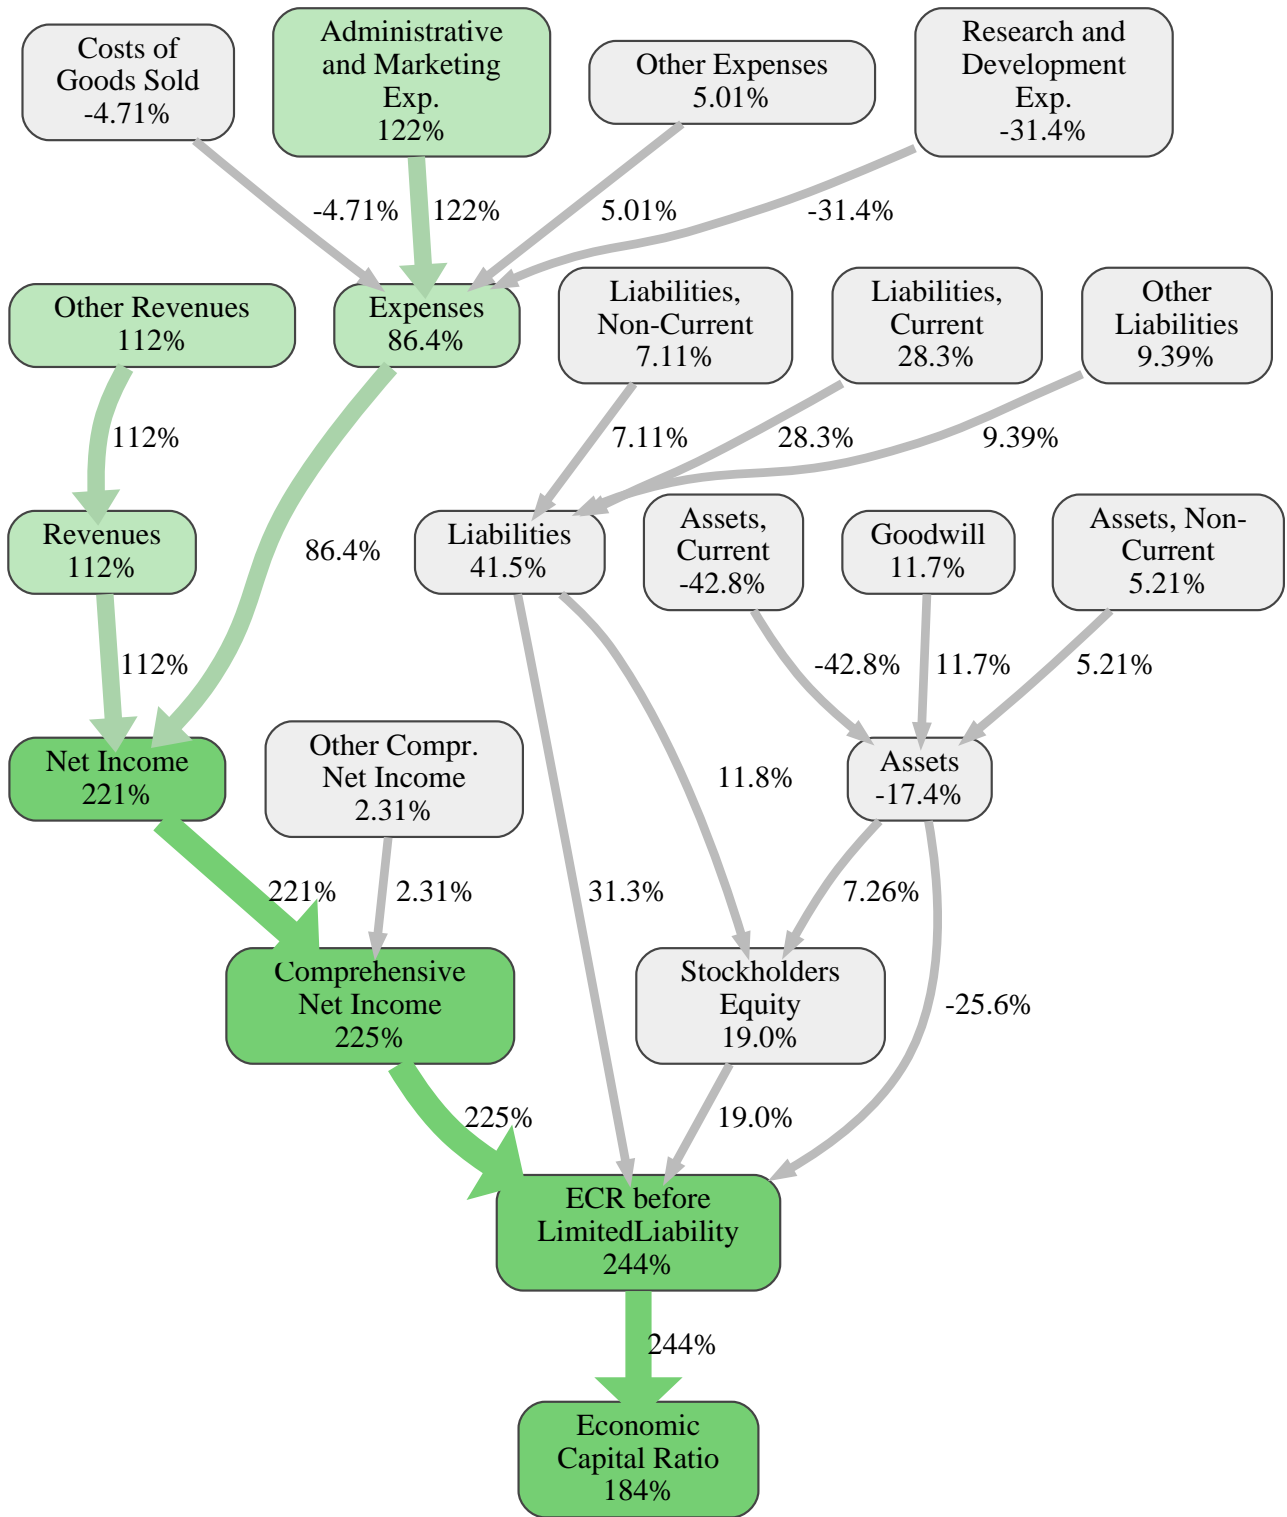 Costs of
Goods Sold
-4.71%
Administrative
and Marketing
Exp.
122%
Other Expenses
5.01%
Research and
Development
Exp.
-31.4%
-4.71%
122%
5.01%
-31.4%
Other Revenues
112%
Expenses
86.4%
Liabilities,
Non-Current
7.11%
Liabilities,
Current
28.3%
Other
Liabilities
9.39%
112%
7.11%
28.3%
9.39%
Revenues
112%
86.4%
Liabilities
41.5%
Assets,
Current
-42.8%
Goodwill
11.7%
Assets, Non-
Current
5.21%
112%
-42.8%
11.7%
5.21%
Net Income
221%
Other Compr.
Net Income
2.31%
11.8%
Assets
-17.4%
221%
2.31%
31.3%
7.26%
Comprehensive
Net Income
225%
Stockholders
Equity
19.0%
-25.6%
225%
19.0%
ECR before
LimitedLiability
244%
244%
Economic
Capital Ratio
184%